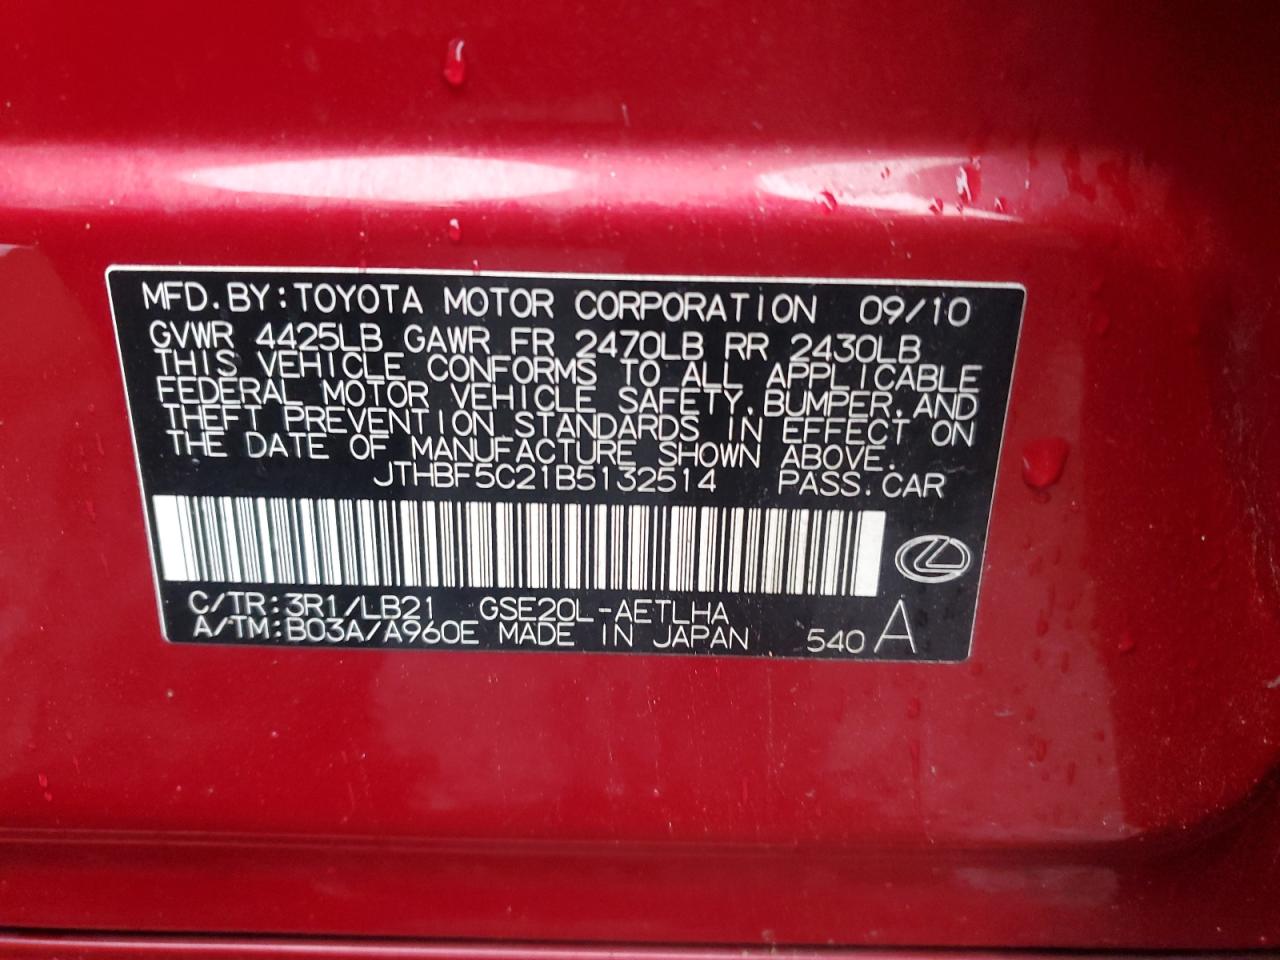 MFD.BY:TOYOTA MOTOR CORPORATION 09/10
GVWR 4425LB GAWR FR 2470LB RR 2430LB
THIS VEHICLE CONFORMS TO ALL APPLICABLE
FEDERAL MOTOR VEHICLE SAFETY,BUMPER,AND
THEFT PREVENTION STANDARDS IN EFFECT ON
THE DATE OF MANUFACTURE SHOWN ABOVE.
JTHBF5C21B5132514 PASS.CAR
C/TR:3R1/LB21 GSE20L-AETLHA
A/TM:B03A/A960E MADE IN JAPAN 540 A